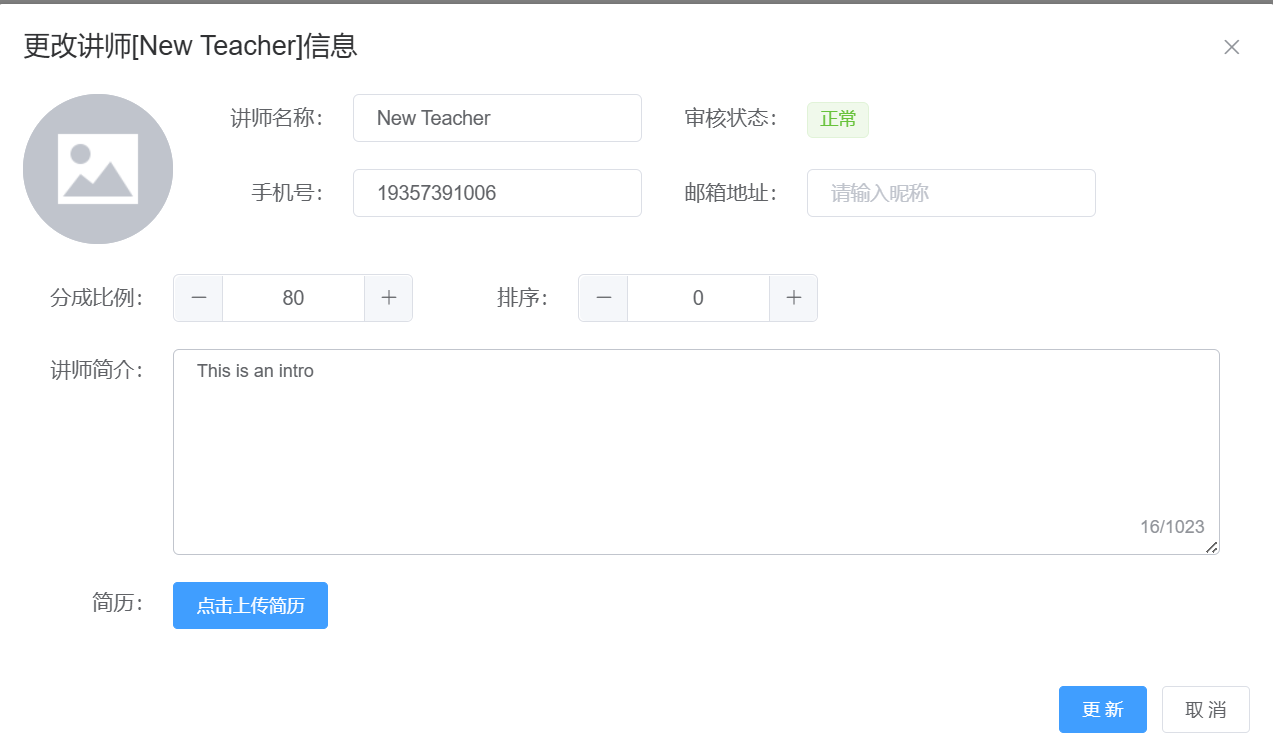 更改讲师[New Teacher]信息
讲师名称： New Teacher 审核状态： 正常
手机号： 19357391006 邮箱地址： 请输入昵称
分成比例： 80 排序： 0
讲师简介： This is an intro
16/1023
简历： 点击上传简历
更 新 取 消